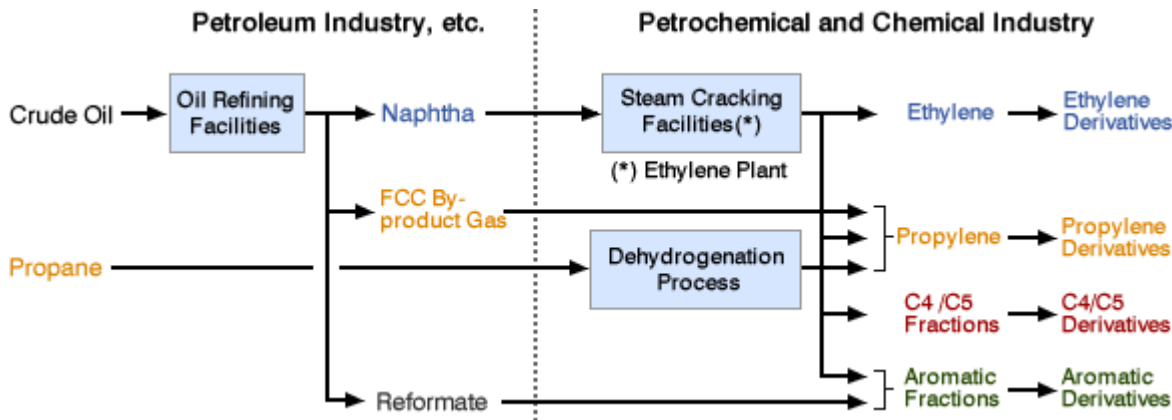 Petroleum Industry, etc.
Petrochemical and Chemical Industry
Crude Oil
Oil Refining
Facilities
Naphtha
Steam Cracking
Facilities(*)
(*) Ethylene Plant
Ethylene
Ethylene
Derivatives
FCC By-
product Gas
Propylene
Propylene
Derivatives
Propane
Dehydrogenation
Process
C4 /C5
Fractions
C4/C5
Derivatives
Reformate
Aromatic
Fractions
Aromatic
Derivatives